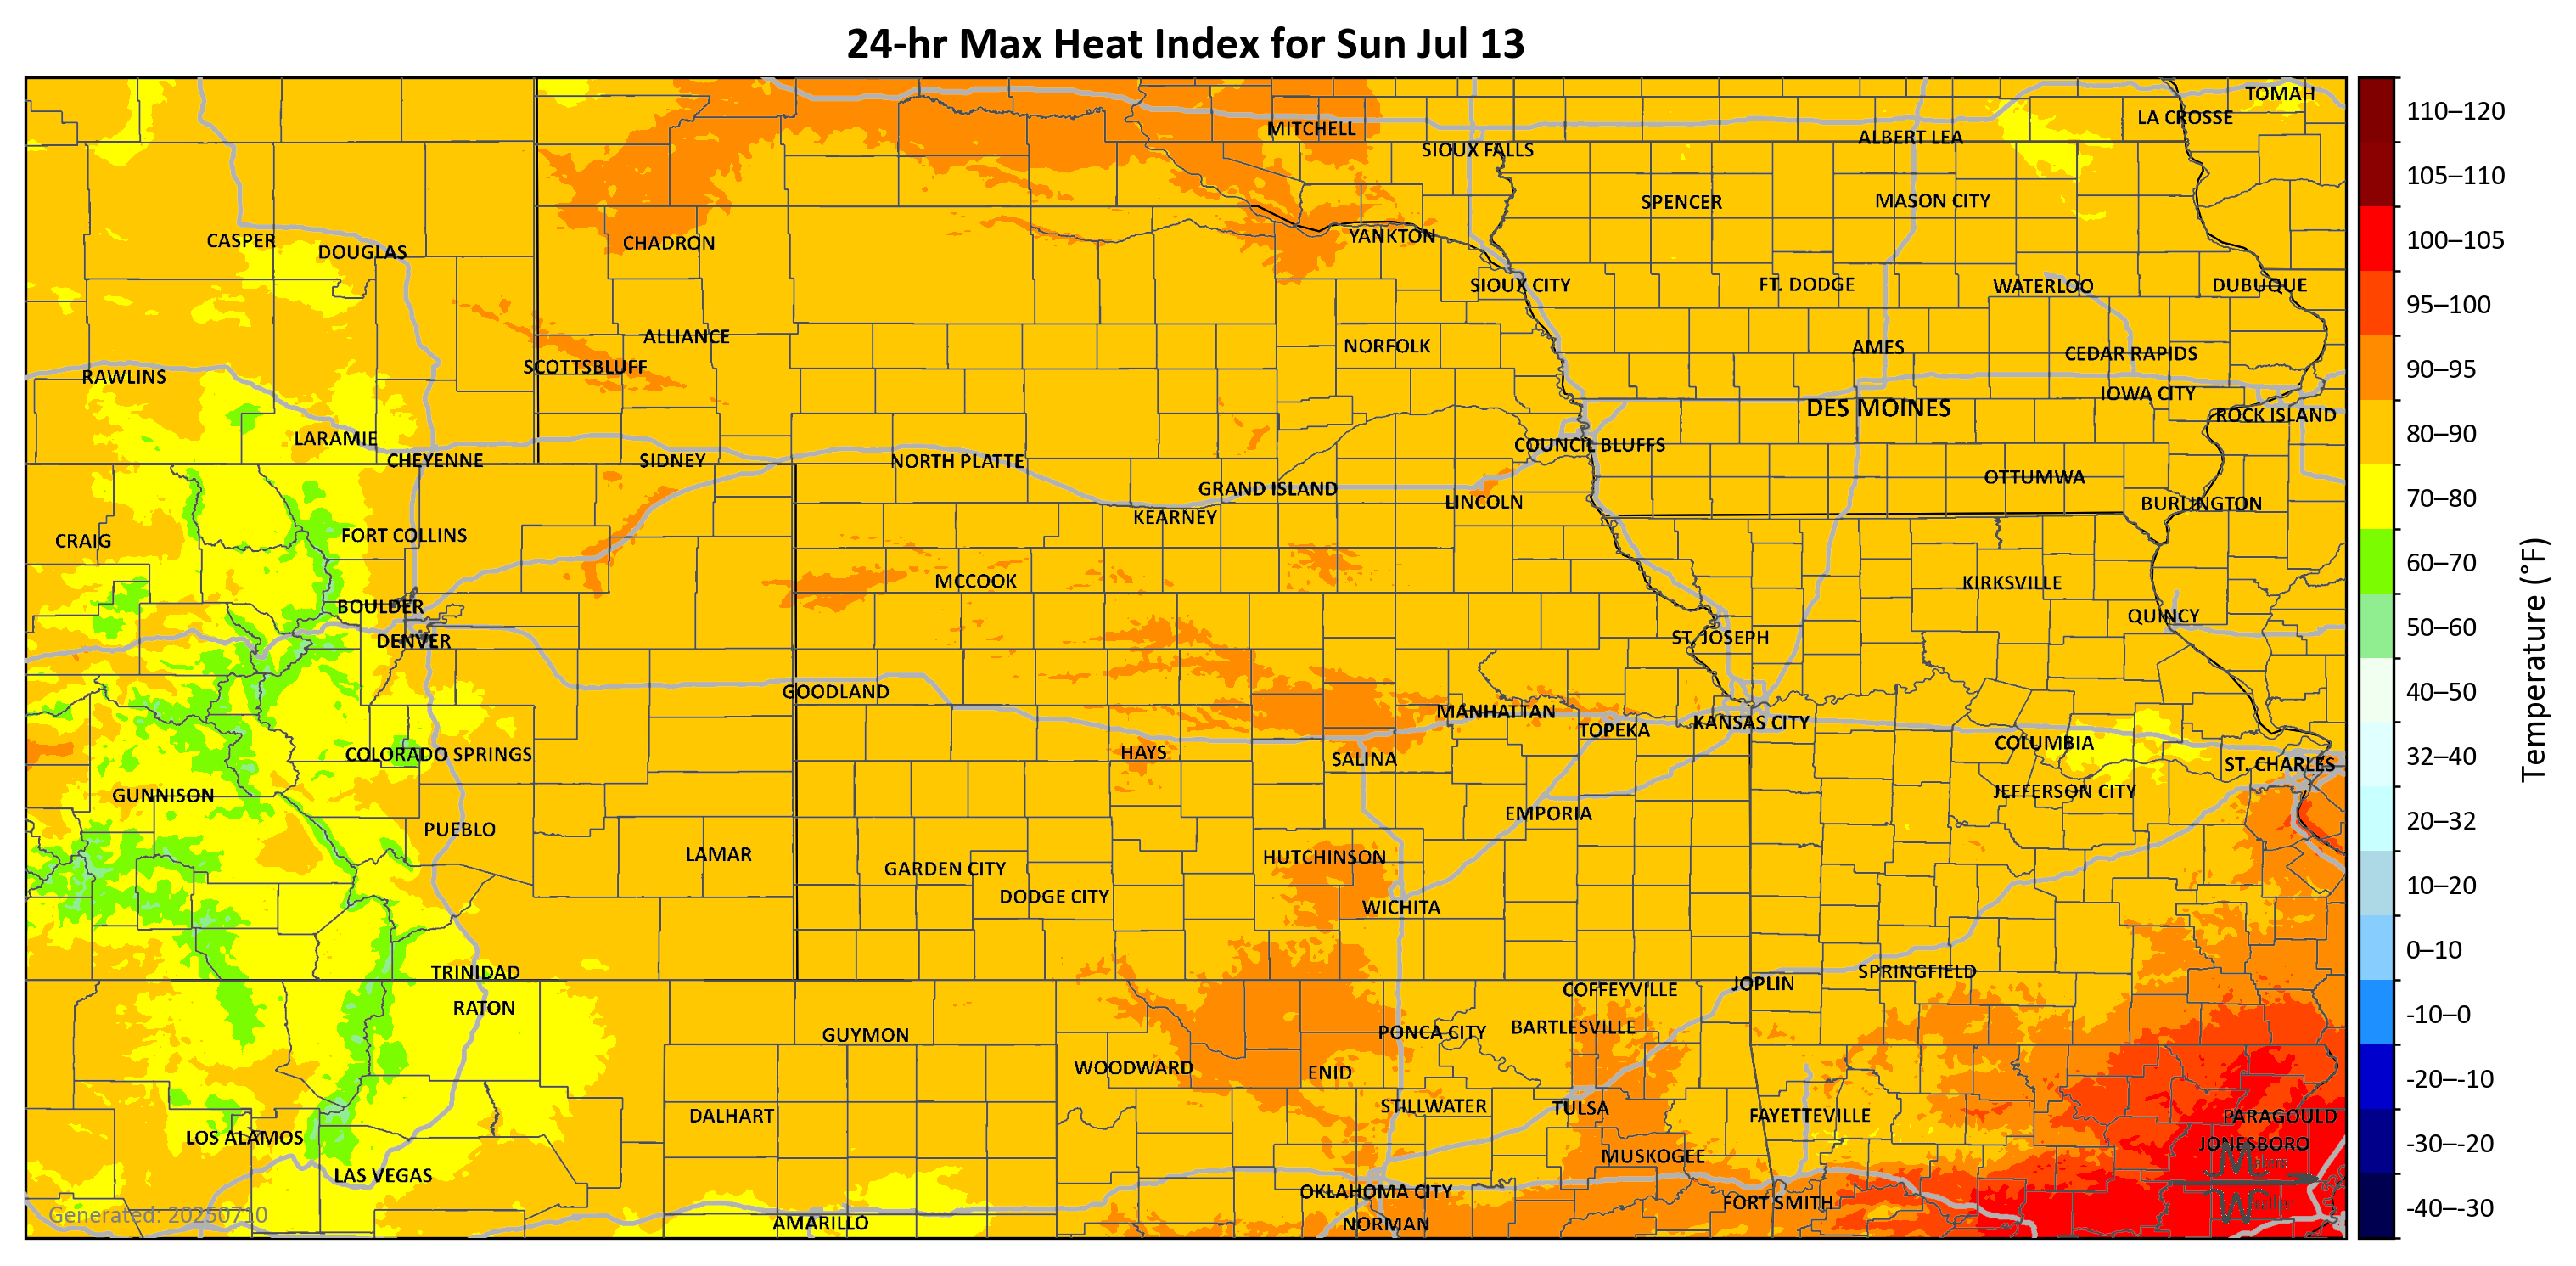 24-hr Max Heat Index for Sun Jul 13
TOMAH
LA CROSSE
MITCHELL
ALBERT LEA
SIOUX FALLS
SPENCER
MASON CITY
CASPER
DOUGLAS
CHADRON
YANKTON
SIOUX CITY
FT. DODGE
WATERLOO
DUBUQUE
ALLIANCE
NORFOLK
AMES
CEDAR RAPIDS
SCOTTSBLUFF
RAWLINS
IOWA CITY
DES MOINES
ROCK ISLAND
LARAMIE
COUNCIL BLUFFS
CHEYENNE
SIDNEY
NORTH PLATTE
OTTUMWA
GRAND ISLAND
LINCOLN
BURLINGTON
KEARNEY
FORT COLLINS
CRAIG
MCCOOK
KIRKSVILLE
BOULDER
QUINCY
DENVER
ST. JOSEPH
GOODLAND
MANHATTAN
KANSAS CITY
TOPEKA
COLUMBIA
COLORADO SPRINGS
HAYS
SALINA
ST. CHARLES
GUNNISON
JEFFERSON CITY
EMPORIA
PUEBLO
LAMAR
HUTCHINSON
GARDEN CITY
DODGE CITY
WICHITA
TRINIDAD
SPRINGFIELD
JOPLIN
COFFEYVILLE
RATON
BARTLESVILLE
PONCA CITY
GUYMON
WOODWARD
ENID
STILLWATER
TULSA
DALHART
FAYETTEVILLE
PARAGOULD
LOS ALAMOS
JONESBORO
MUSKOGEE
LAS VEGAS
OKLAHOMA CITY
FORT SMITH
Generated: 20250710
AMARILLO
NORMAN
110–120
105–110
100–105
95–100
90–95
80–90
70–80
60–70
50–60
40–50
32–40
20–32
10–20
0–10
-10–0
-20–-10
-30–-20
-40–-30
Temperature (°F)